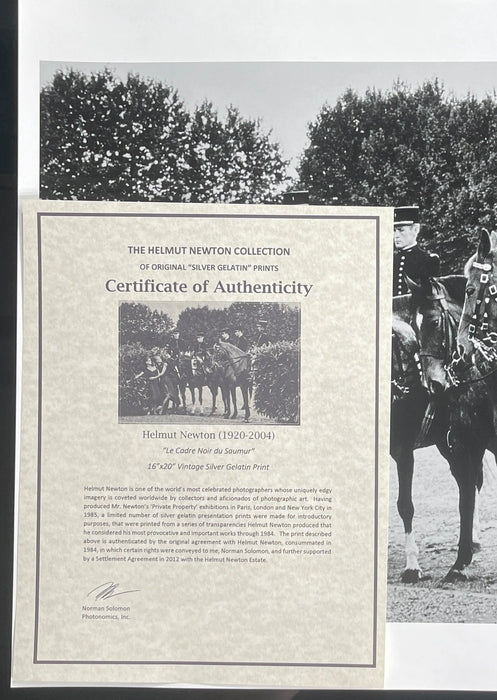 THE HELMUT NEWTON COLLECTION
OF ORIGINAL "SILVER GELATIN" PRINTS
Certificate of Authenticity
Helmut Newton (1920-2004)
"Le Cadre Noir du Saumur"
16"x20" Vintage Silver Gelatin Print
Helmut Newton is one of the world's most celebrated photographers whose uniquely edgy
imagery is coveted worldwide by collectors and aficionados of photographic art. Having
produced Mr. Newton's 'Private Property' exhibitions in Paris, London and New York City in
1985, a limited number of silver gelatin presentation prints were made for introductory
purposes, that were printed from a series of transparencies Helmut Newton produced that
he considered his most provocative and important works through 1984. The print described
above is authenticated by the original agreement with Helmut Newton, consummated in
1984, in which certain rights were conveyed to me, Norman Solomon, and further supported
by a Settlement Agreement in 2012 with the Helmut Newton Estate.
Norman Solomon
Photonomics, Inc.